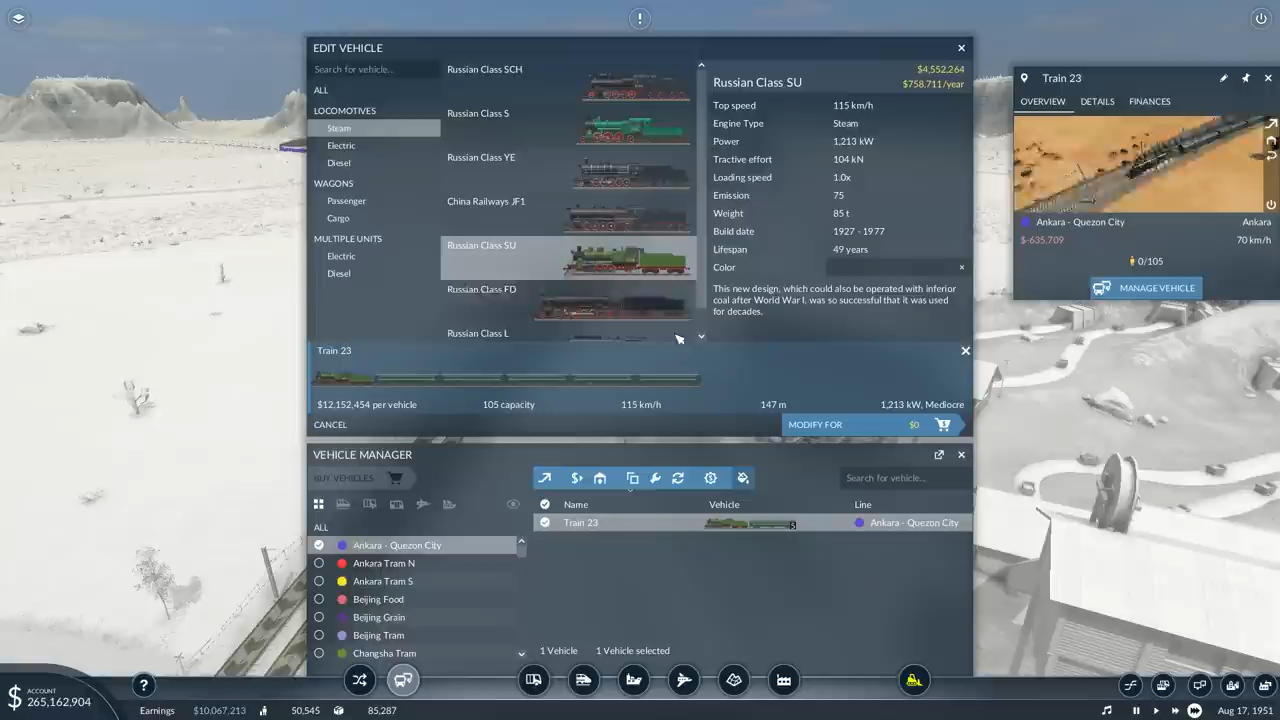 EDIT VEHICLE
Search for vehicle...
ALL
LOCOMOTIVES
Steam
Electric
Diesel
WAGONS
Passenger
Cargo
MULTIPLE UNITS
Electric
Diesel
Russian Class SCH
Russian Class S
Russian Class YE
China Railways JF1
Russian Class SU
Russian Class FD
Russian Class L
$4,552,264
Russian Class SU
$758,711/year
Top speed 115 km/h
Engine Type Steam
Power 1,213 kW
Tractive effort 104 kN
Loading speed 1.0x
Emission 75
Weight 85 t
Build date 1927 - 1977
Lifespan 49 years
Color
This new design, which could also be operated with inferior
coal after World War I, was so successful that it was used
for decades.
Train 23
$12,152,454 per vehicle 105 capacity 115 km/h 147 m 1,213 kW, Mediocre
CANCEL
MODIFY FOR $0
VEHICLE MANAGER
BUY VEHICLES
Search for vehicle...
ALL
Ankara - Quezon City
Ankara Tram N
Ankara Tram S
Beijing Food
Beijing Grain
Beijing Tram
Changsha Tram
Name Vehicle Line
Train 23 5 Ankara - Quezon City
1 Vehicle 1 Vehicle selected
Train 23
OVERVIEW DETAILS FINANCES
Ankara - Quezon City Ankara
$-635,709 70 km/h
0/105
MANAGE VEHICLE
$ ACCOUNT
265,162,904
?
Earnings $10,067,213 50,545 85,287
Aug 17, 1951